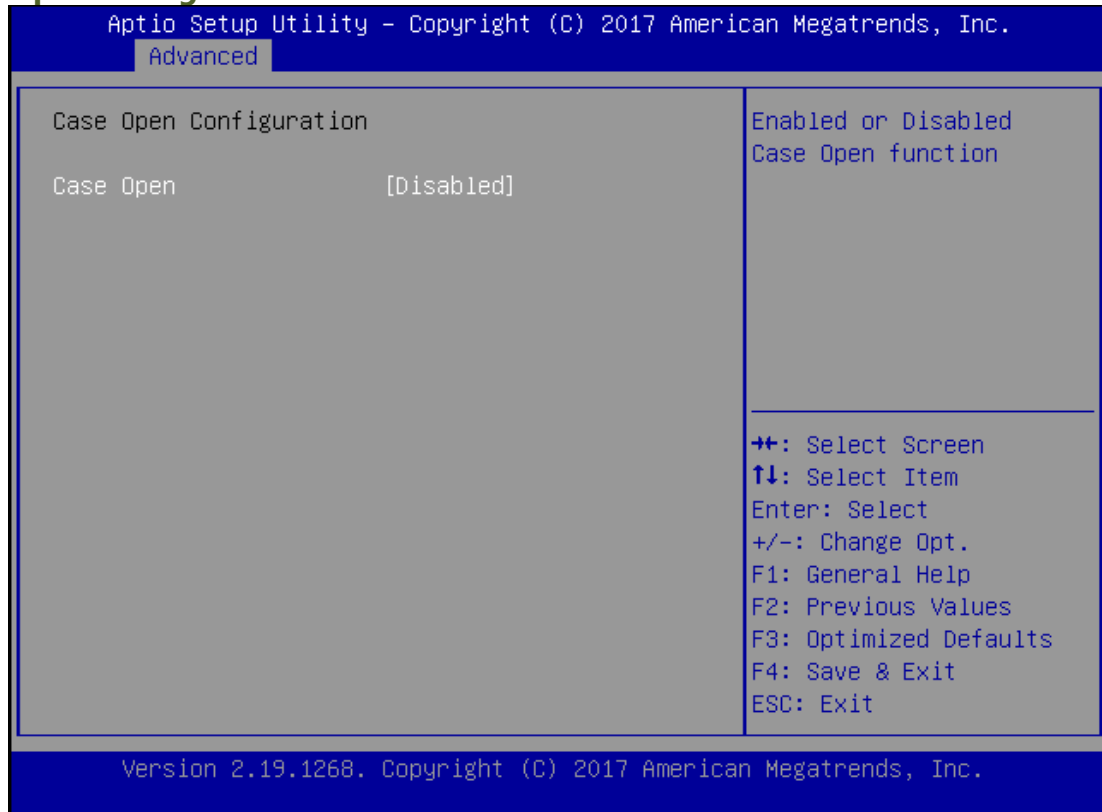 Aptio Setup Utility – Copyright (C) 2017 American Megatrends, Inc.
Advanced
Case Open Configuration
Case Open [Disabled]
Enabled or Disabled
Case Open function
→←: Select Screen
↑↓: Select Item
Enter: Select
+/-: Change Opt.
F1: General Help
F2: Previous Values
F3: Optimized Defaults
F4: Save & Exit
ESC: Exit
Version 2.19.1268. Copyright (C) 2017 American Megatrends, Inc.